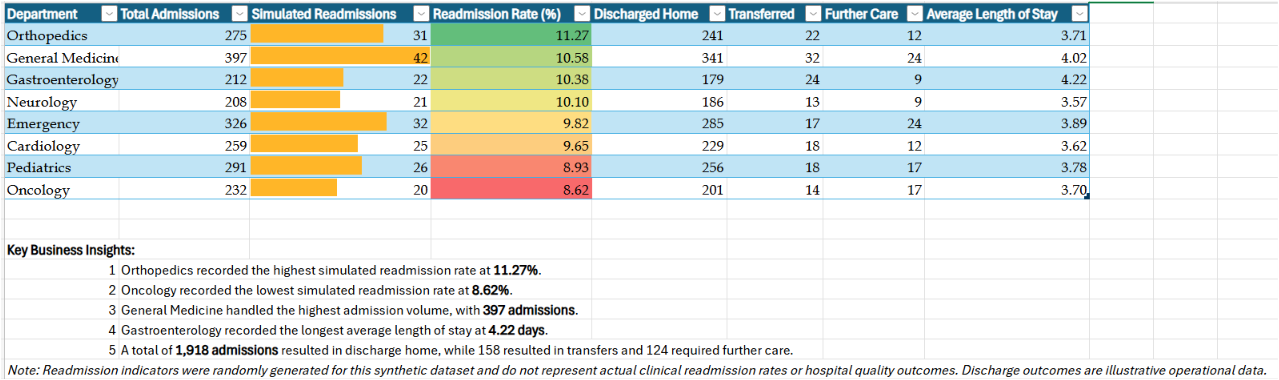 Department Total Admissions Simulated Readmissions Readmission Rate (%) Discharged Home Transferred Further Care Average Length of Stay
Orthopedics 275 31 11.27 241 22 12 3.71
General Medicine 397 42 10.58 341 32 24 4.02
Gastroenterology 212 22 10.38 179 24 9 4.22
Neurology 208 21 10.10 186 13 9 3.57
Emergency 326 32 9.82 285 17 24 3.89
Cardiology 259 25 9.65 229 18 12 3.62
Pediatrics 291 26 8.93 256 18 17 3.78
Oncology 232 20 8.62 201 14 17 3.70
Key Business Insights:
1 Orthopedics recorded the highest simulated readmission rate at 11.27%.
2 Oncology recorded the lowest simulated readmission rate at 8.62%.
3 General Medicine handled the highest admission volume, with 397 admissions.
4 Gastroenterology recorded the longest average length of stay at 4.22 days.
5 A total of 1,918 admissions resulted in discharge home, while 158 resulted in transfers and 124 required further care.
Note: Readmission indicators were randomly generated for this synthetic dataset and do not represent actual clinical readmission rates or hospital quality outcomes. Discharge outcomes are illustrative operational data.